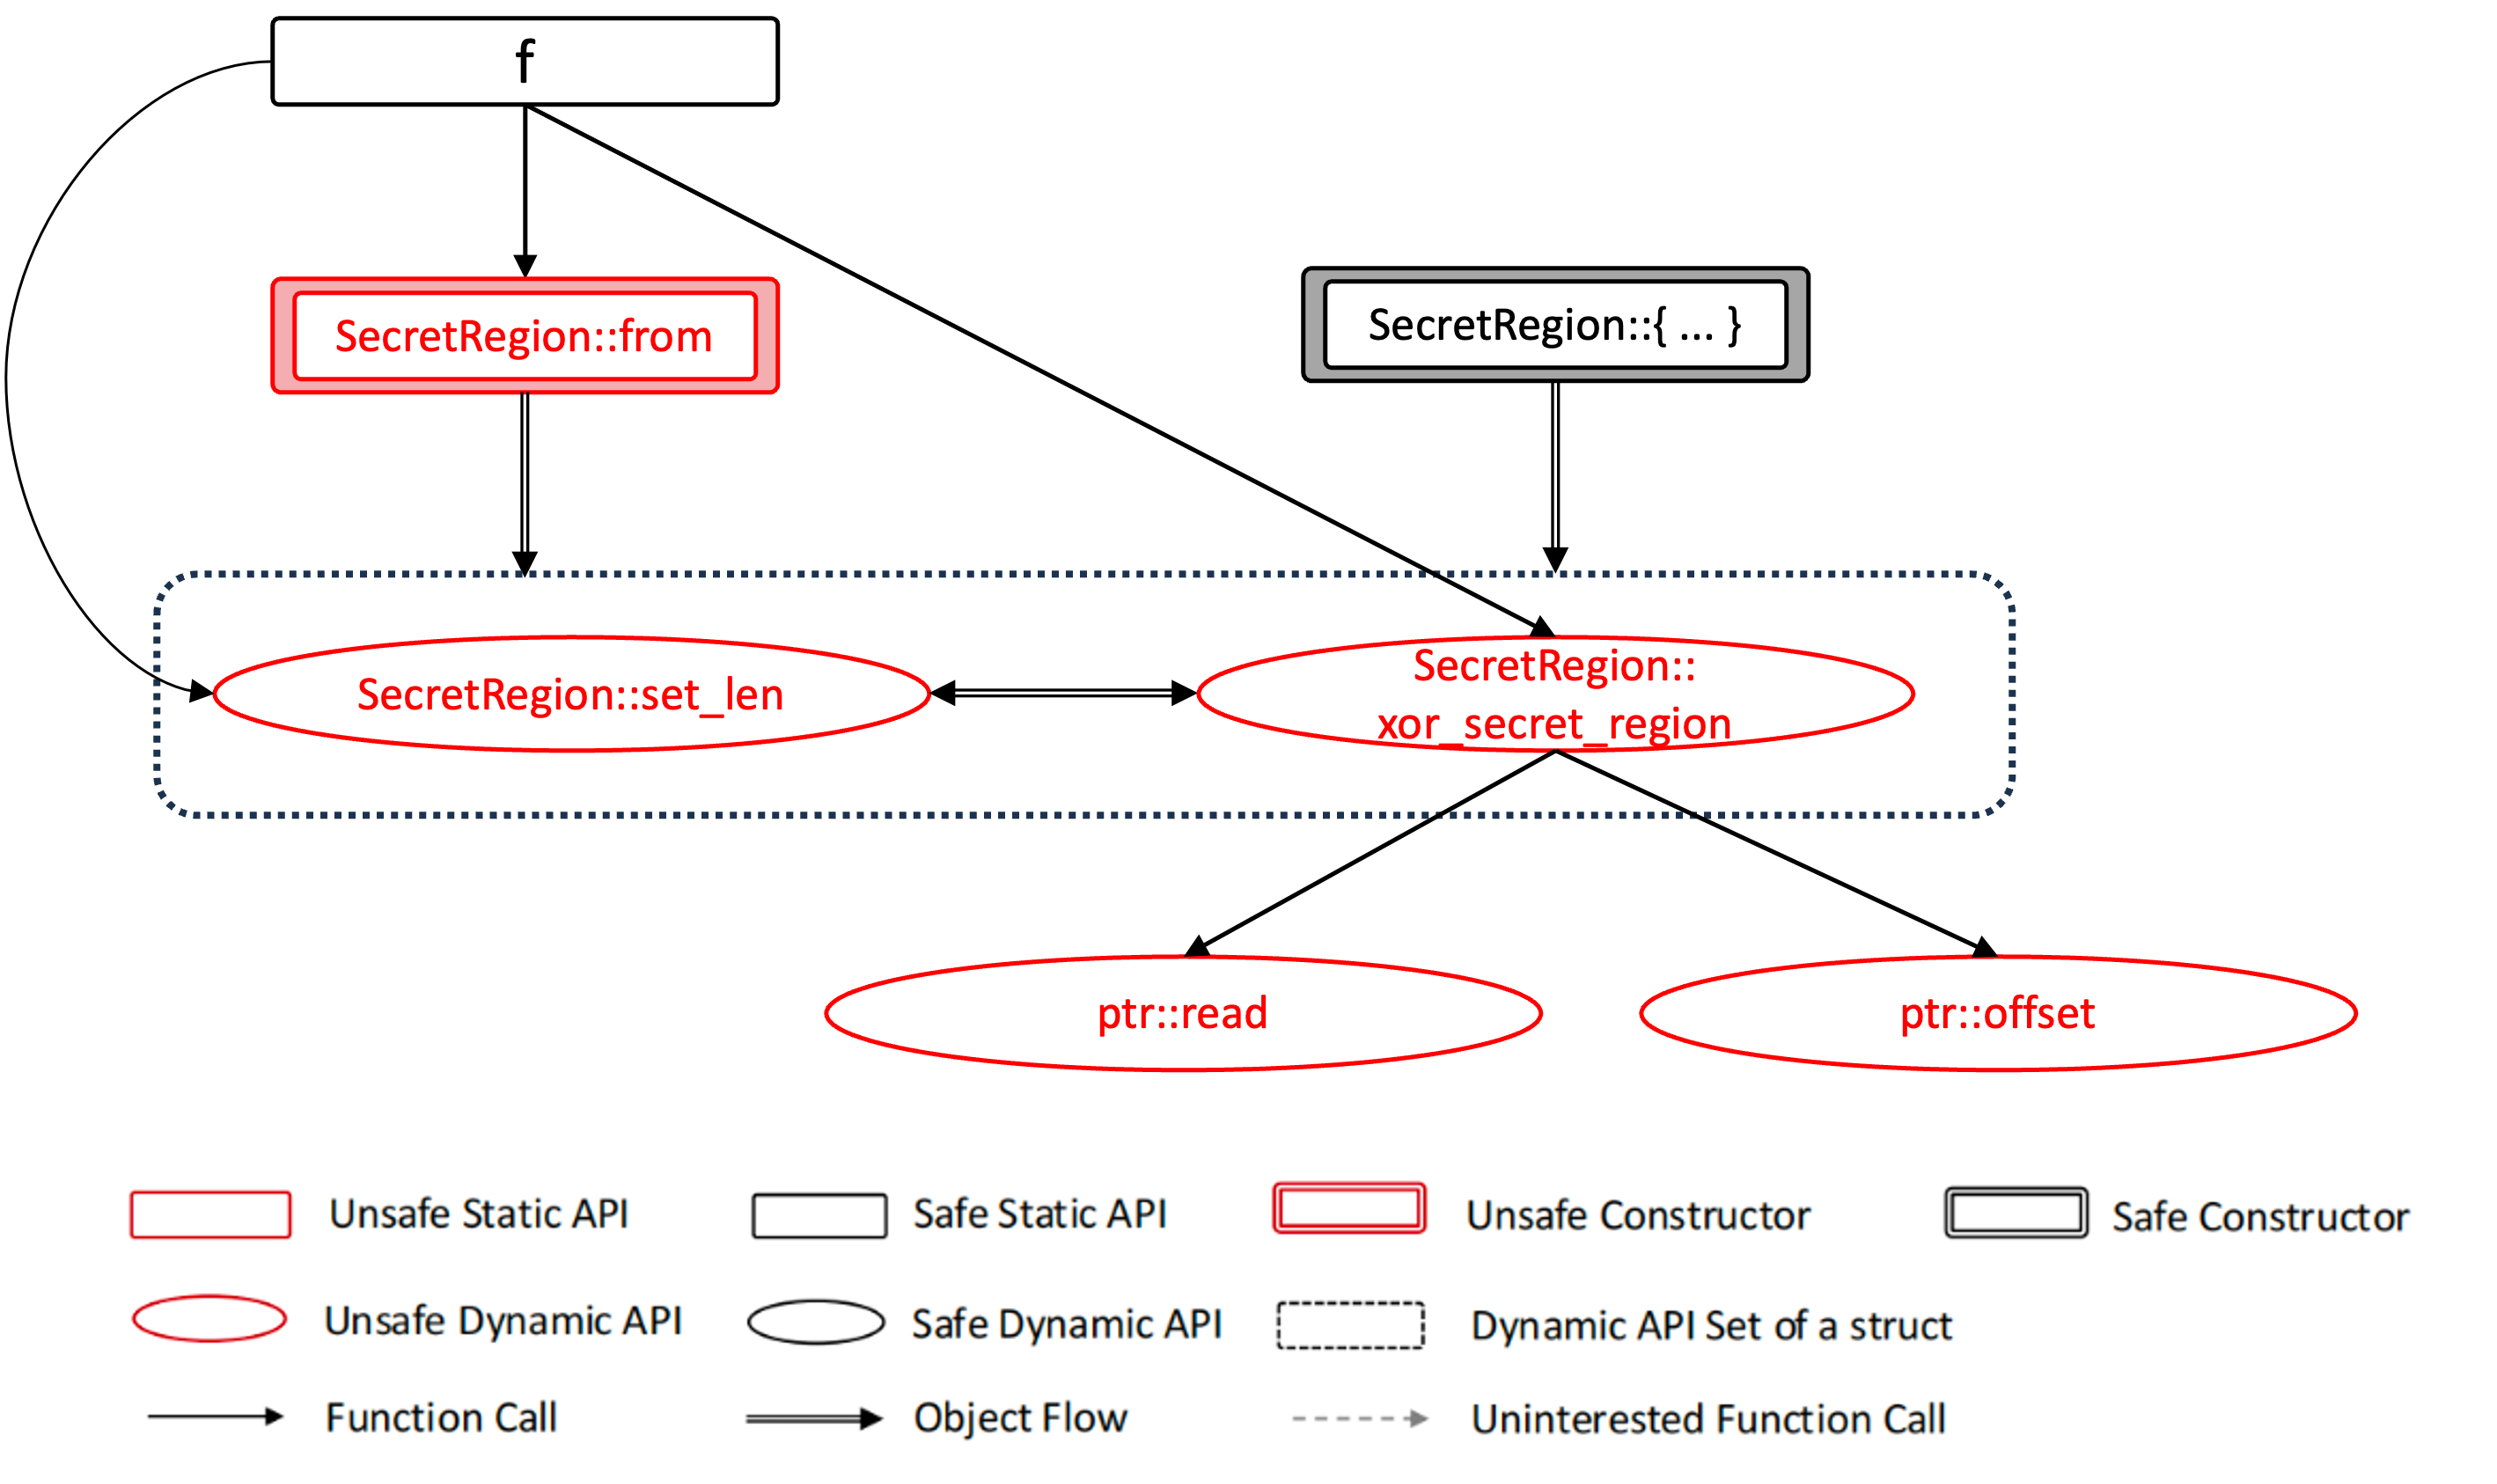 f
SecretRegion::from
SecretRegion::{ ... }
SecretRegion::set_len
SecretRegion::
xor_secret_region
ptr::read
ptr::offset
Unsafe Static API
Safe Static API
Unsafe Constructor
Safe Constructor
Unsafe Dynamic API
Safe Dynamic API
Dynamic API Set of a struct
Function Call
Object Flow
Uninterested Function Call